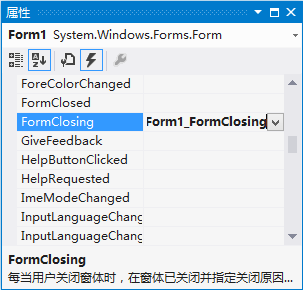 属性
Form1 System.Windows.Forms.Form
ForeColorChanged
FormClosed
FormClosing Form1_FormClosing
GiveFeedback
HelpButtonClicked
HelpRequested
ImeModeChanged
InputLanguageChang
InputLanguageChang
FormClosing
每当用户关闭窗体时，在窗体已关闭并指定关闭原因...